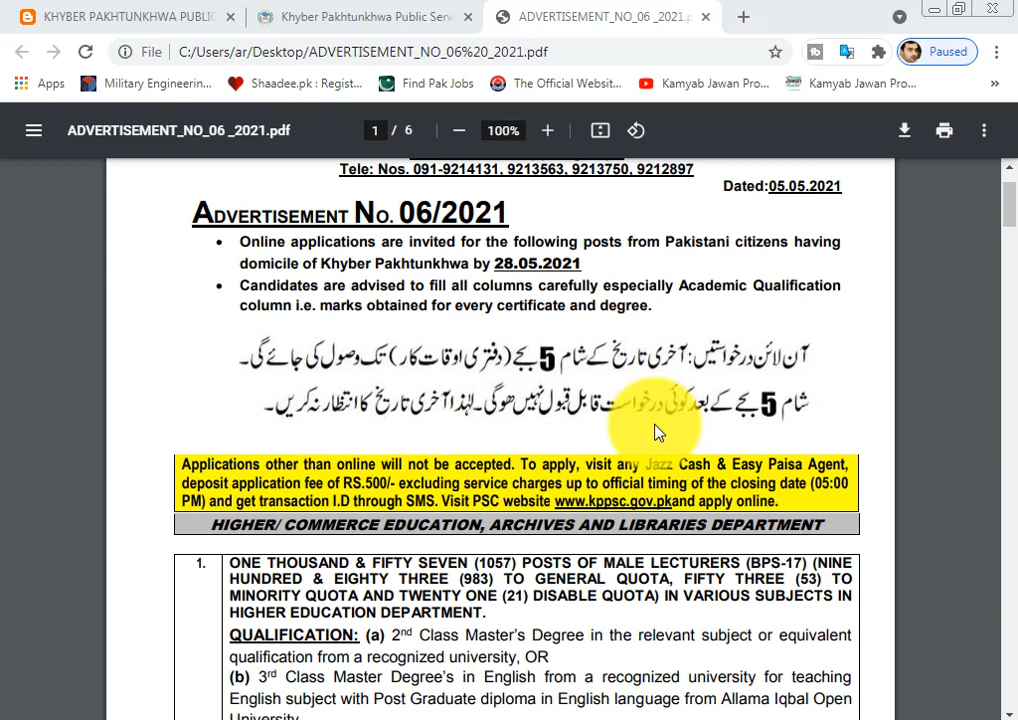 KHYBER PAKHTUNKHWA PUBLIC
Khyber Pakhtunkhwa Public Serv
ADVERTISEMENT_NO_06 _2021.p
File
C:/Users/ar/Desktop/ADVERTISEMENT_NO_06%20_2021.pdf
Paused
Apps
Military Engineerin...
Shaadee.pk : Regist...
Find Pak Jobs
The Official Websit...
Kamyab Jawan Pro...
Kamyab Jawan Pro...
»
ADVERTISEMENT_NO_06 _2021.pdf
1 / 6
100%
Tele: Nos. 091-9214131, 9213563, 9213750, 9212897
Dated:05.05.2021
ADVERTISEMENT NO. 06/2021
• Online applications are invited for the following posts from Pakistani citizens having
domicile of Khyber Pakhtunkhwa by 28.05.2021
• Candidates are advised to fill all columns carefully especially Academic Qualification
column i.e. marks obtained for every certificate and degree.
آن لائن درخواستیں: آخری تاریخ کے شام 5 بجے (دفتری اوقات کار) تک وصول کی جائے گی۔
شام 5 بجے کے بعد کوئی درخواست قابل قبول نہیں ھوگی۔ لہٰذا آخری تاریخ کا انتظار نہ کریں۔
Applications other than online will not be accepted. To apply, visit any Jazz Cash & Easy Paisa Agent,
deposit application fee of RS.500/- excluding service charges up to official timing of the closing date (05:00
PM) and get transaction I.D through SMS. Visit PSC website www.kppsc.gov.pkand apply online.
HIGHER/ COMMERCE EDUCATION, ARCHIVES AND LIBRARIES DEPARTMENT
1. ONE THOUSAND & FIFTY SEVEN (1057) POSTS OF MALE LECTURERS (BPS-17) (NINE
HUNDRED & EIGHTY THREE (983) TO GENERAL QUOTA, FIFTY THREE (53) TO
MINORITY QUOTA AND TWENTY ONE (21) DISABLE QUOTA) IN VARIOUS SUBJECTS IN
HIGHER EDUCATION DEPARTMENT.
QUALIFICATION: (a) 2nd Class Master's Degree in the relevant subject or equivalent
qualification from a recognized university, OR
(b) 3rd Class Master Degree's in English from a recognized university for teaching
English subject with Post Graduate diploma in English language from Allama Iqbal Open
University